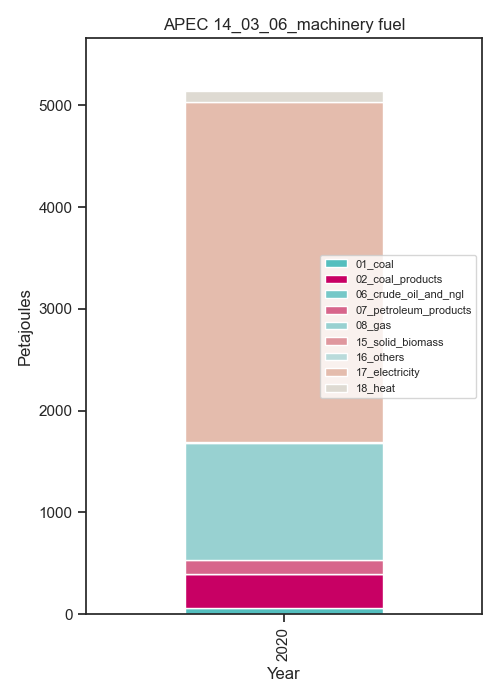 APEC 14_03_06_machinery fuel
Petajoules
5000
4000
3000
2000
1000
0
01_coal
02_coal_products
06_crude_oil_and_ngl
07_petroleum_products
08_gas
15_solid_biomass
16_others
17_electricity
18_heat
2020
Year